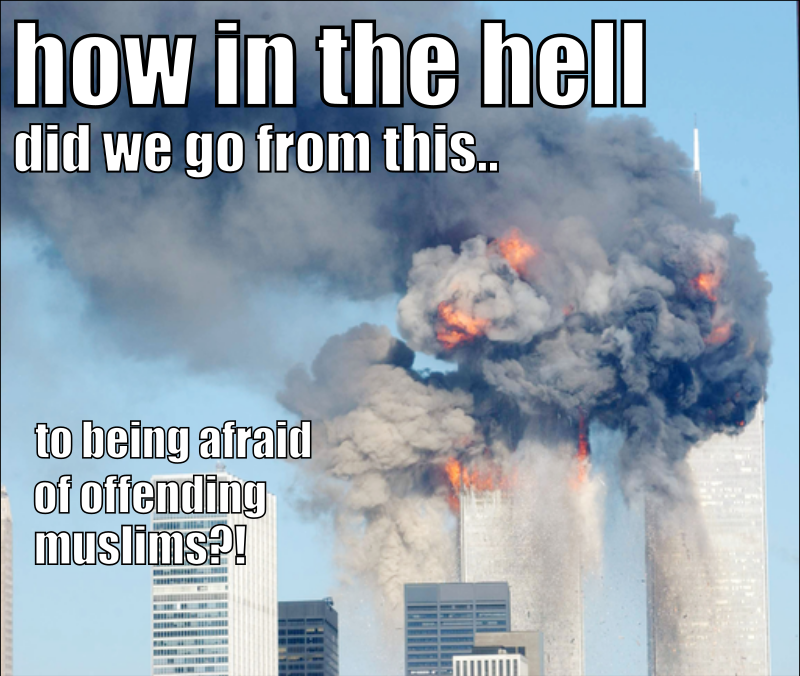 how in the hell
did we go from this..
to being afraid
of offending
muslims?!